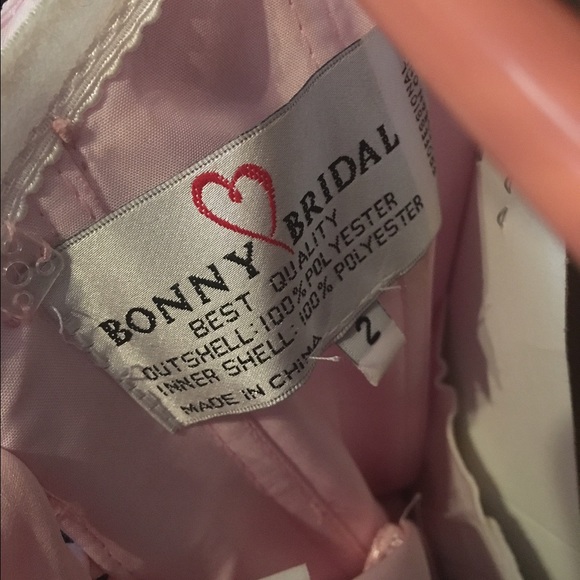 BONNY BRIDAL
BEST QUALITY
OUTSHELL: 100% POLYESTER
INNER SHELL: 100% POLYESTER
MADE IN CHINA
2